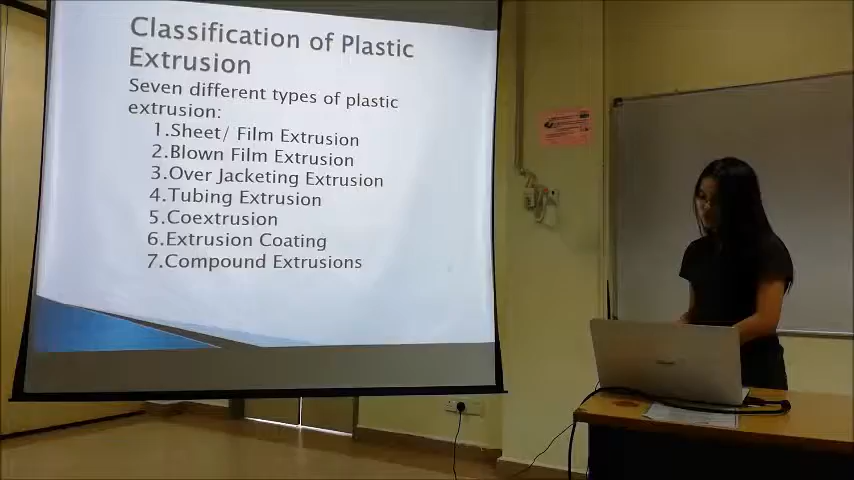 Classification of Plastic
Extrusion
Seven different types of plastic
extrusion:
1.Sheet/ Film Extrusion
2.Blown Film Extrusion
3.Over Jacketing Extrusion
4.Tubing Extrusion
5.Coextrusion
6.Extrusion Coating
7.Compound Extrusions